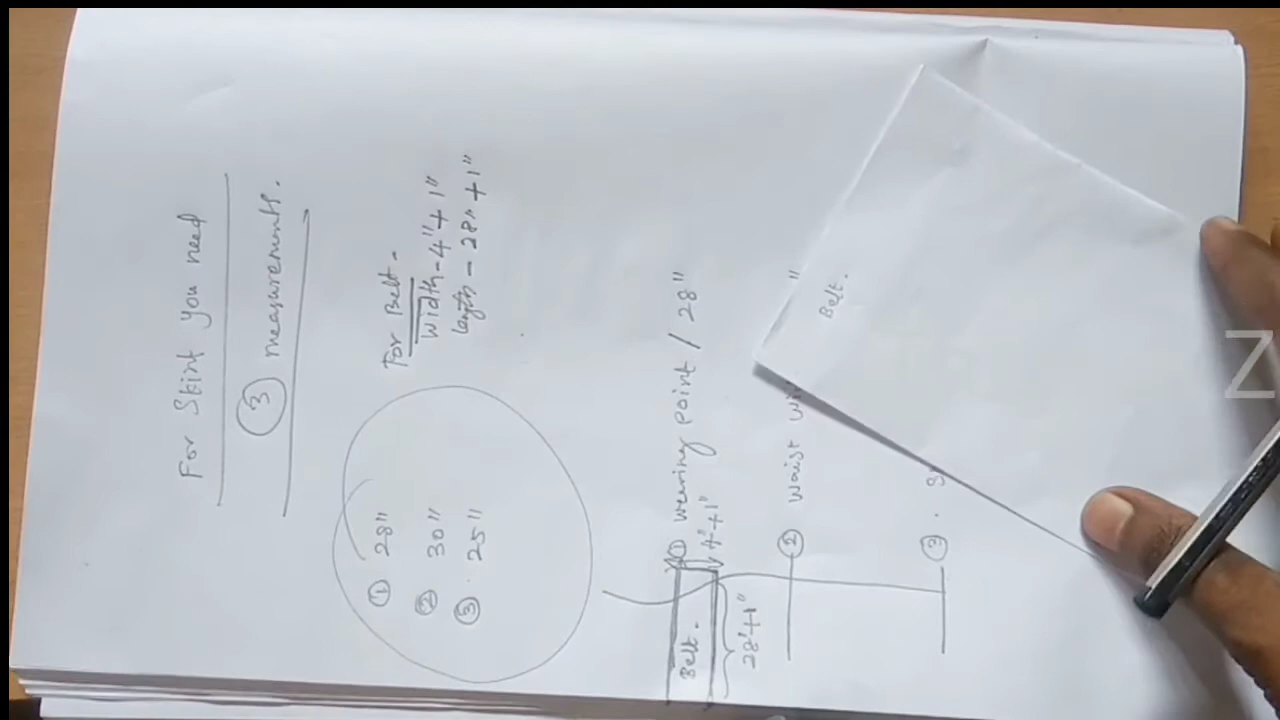 For Skirt you need
③ measurements.
For Belt.
Width - 4" + 1"
length - 28" + 1"
① 28"
② 30"
③ 25"
① wearing point / 28"
4"+1"
Belt.
28"+1"
② Waist
"
③ .
Belt.
Z